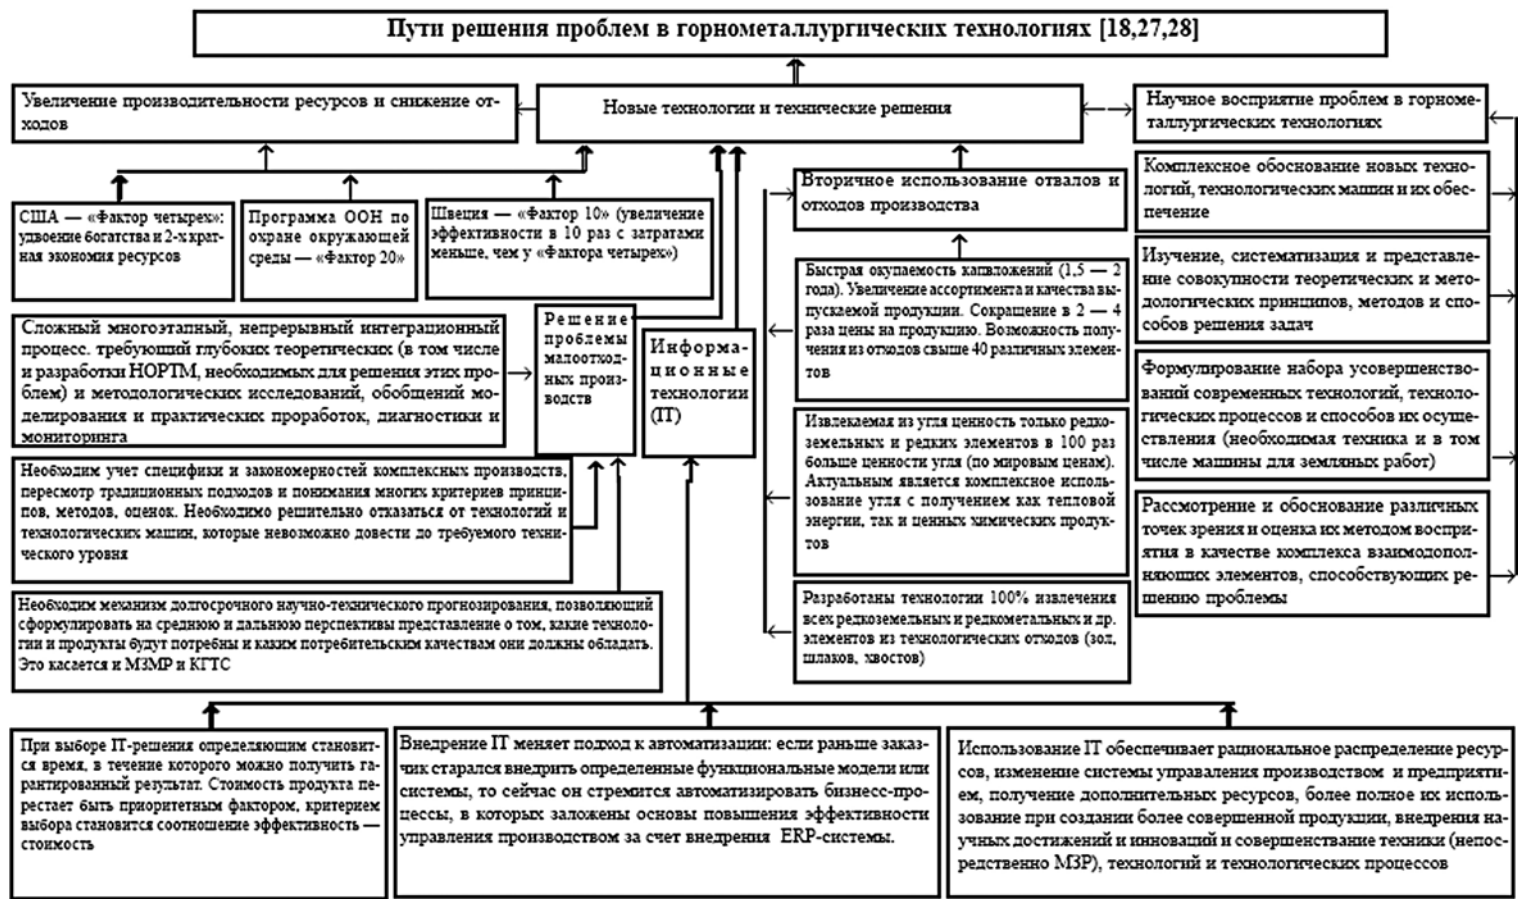 Пути решения проблем в горнометаллургических технологиях [18,27,28]
Увеличение производительности ресурсов и снижение от-
ходов
Новые технологии и технические решения
Научное восприятие проблем в горноме-
таллургических технологиях
США — «Фактор четырех»:
удвоение богатства и 2-х крат-
ная экономия ресурсов
Программа ООН по
охране окружающей
среды — «Фактор 20»
Швеция — «Фактор 10» (увеличение
эффективности в 10 раз с затратами
меньше, чем у «Фактора четырех»)
Вторичное использование отвалов и
отходов производства
Комплексное обоснование новых техно-
логий, технологических машин и их обес-
печение
Изучение, систематизация и представле-
ние совокупности теоретических и мето-
дологических принципов, методов и спо-
собов решения задач
Формулирование набора усовершенство-
ваний современных технологий, техноло-
гических процессов и способов их осуще-
ствления (необходимая техника и в том
числе машины для земляных работ)
Рассмотрение и обоснование различных
точек зрения и оценка их методом воспри-
ятия в качестве комплекса взаимодопол-
няющих элементов, способствующих ре-
шению проблемы
Быстрая окупаемость капвложений (1,5 — 2
года). Увеличение ассортимента и качества вы-
пускаемой продукции. Сокращение в 2 — 4
раза цены на продукцию. Возможность полу-
чения из отходов свыше 40 различных элемен-
тов
Извлекаемая из угля ценность только редко-
земельных и редких элементов в 100 раз
больше ценности угля (по мировым ценам).
Актуальным является комплексное исполь-
зование угля с получением как тепловой
энергии, так и ценных химических продук-
тов
Разработаны технологии 100% извлечения
всех редкоземельных и редкометальных и др.
элементов из технологических отходов (зол,
шлаков, хвостов)
Сложный многоэтапный, непрерывный интеграционный
процесс. требующий глубоких теоретических (в том числе
и разработки НОРТМ, необходимых для решения этих про-
блем) и методологических исследований, обобщений мо-
делирования и практических проработок, диагностики и
мониторинга
Решение
проблемы
малоотход-
ных произ-
водств
Информа-
ционные
технологии
(IT)
Необходим учет специфики и закономерностей комплексных производств,
пересмотр традиционных подходов и понимания многих критериев принци-
пов, методов, оценок. Необходимо решительно отказаться от технологий и
технологических машин, которые невозможно довести до требуемого техни-
ческого уровня
Необходим механизм долгосрочного научно-технического прогнозирования, позволяющий
сформулировать на среднюю и дальнюю перспективы представление о том, какие техноло-
гии и продукты будут потребны и каким потребительским качествам они должны обладать.
Это касается и МЗМР и КГТС
При выборе IT-решения определяющим становит-
ся время, в течение которого можно получить га-
рантированный результат. Стоимость продукта пе-
рестает быть приоритетным фактором, критерием
выбора становится соотношение эффективность —
стоимость
Внедрение IT меняет подход к автоматизации: если раньше заказ-
чик старался внедрить определенные функциональные модели или
системы, то сейчас он стремится автоматизировать бизнес-про-
цессы, в которых заложены основы повышения эффективности
управления производством за счет внедрения ERP-системы.
Использование IT обеспечивает рациональное распределение ресур-
сов, изменение системы управления производством и предприяти-
ем, получение дополнительных ресурсов, более полное их исполь-
зование при создании более совершенной продукции, внедрения на-
учных достижений и инноваций и совершенствание техники (непос-
редственно МЗР), технологий и технологических процессов